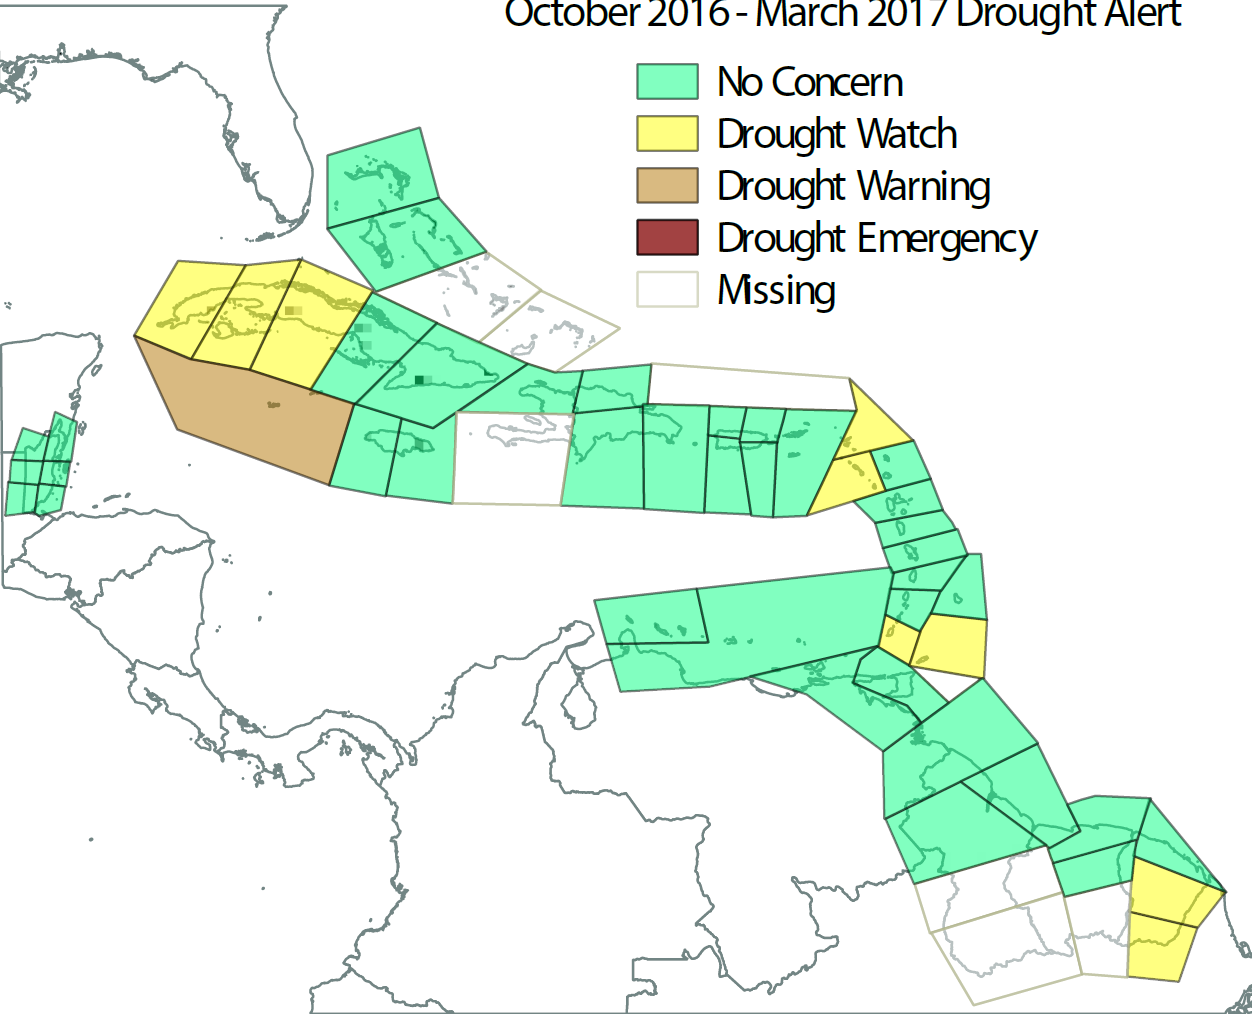 October 2016 - March 2017 Drought Alert
No Concern
Drought Watch
Drought Warning
Drought Emergency
Missing